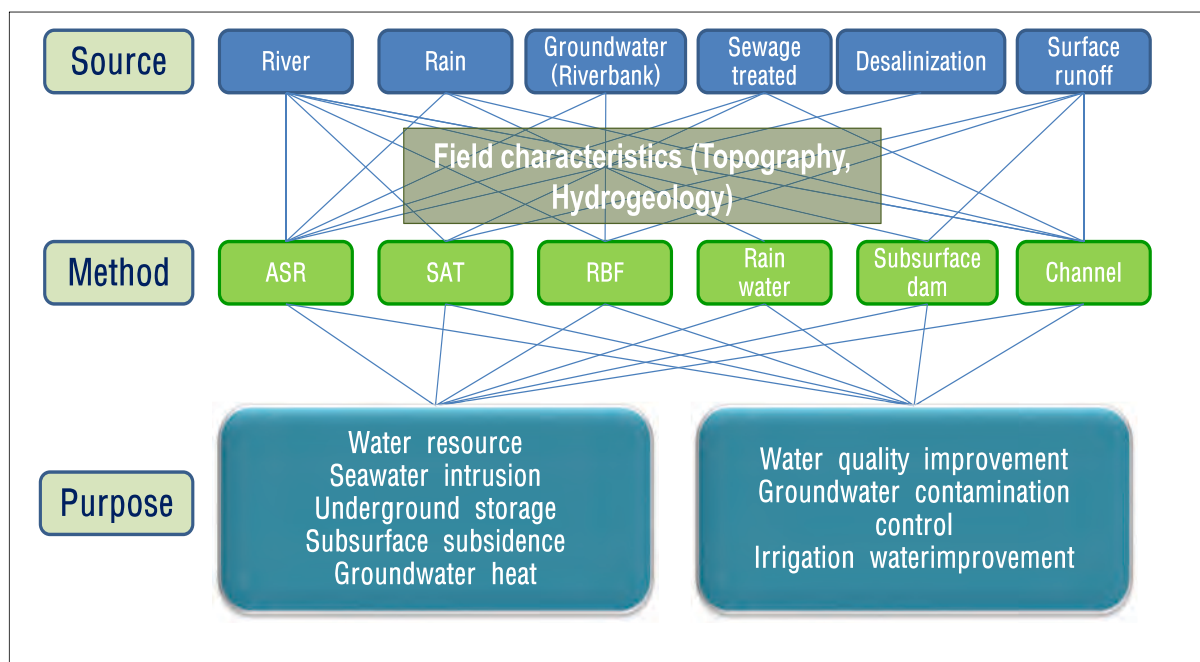 Source
River
Rain
Groundwater
(Riverbank)
Sewage
treated
Desalinization
Surface
runoff
Field characteristics (Topography,
Hydrogeology)
Method
ASR
SAT
RBF
Rain
water
Subsurface
dam
Channel
Purpose
Water resource
Seawater intrusion
Underground storage
Subsurface subsidence
Groundwater heat
Water quality improvement
Groundwater contamination
control
Irrigation waterimprovement